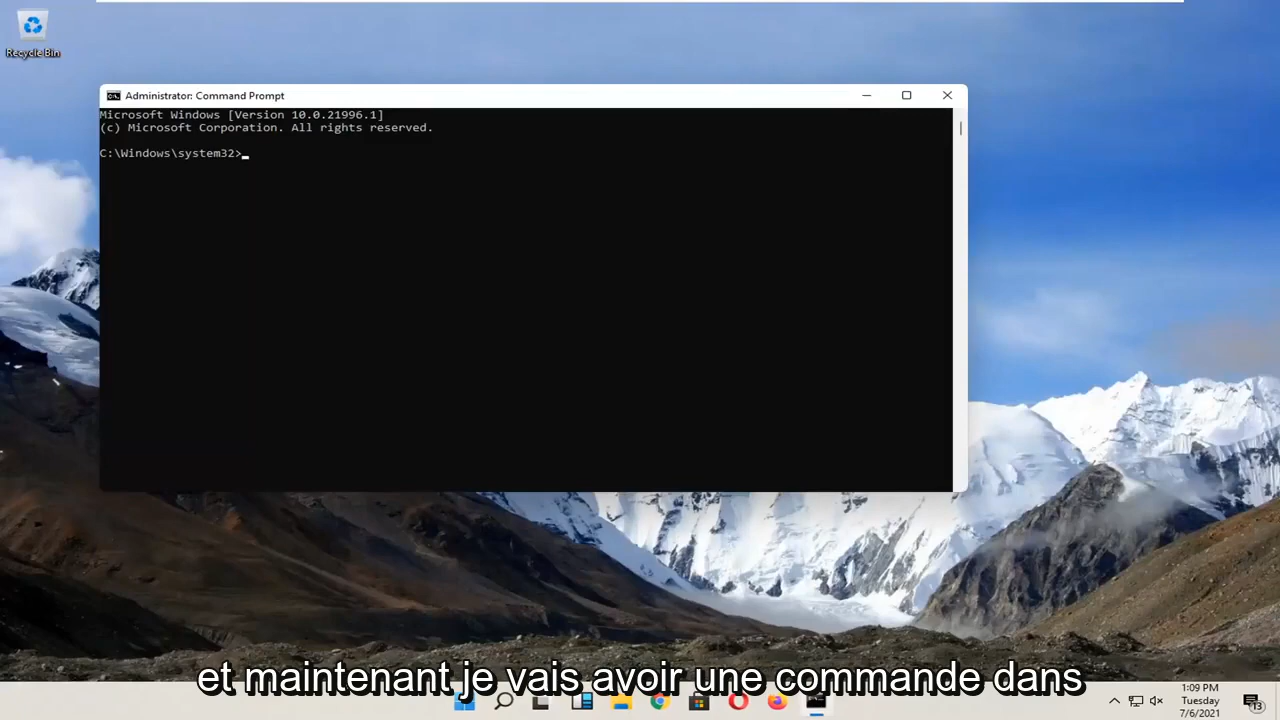 Recycle Bin
Administrator: Command Prompt
Microsoft Windows [Version 10.0.21996.1]
(c) Microsoft Corporation. All rights reserved.
C:\Windows\system32>
et maintenant je vais avoir une commande dans
1:09 PM
Tuesday
7/6/2021
13